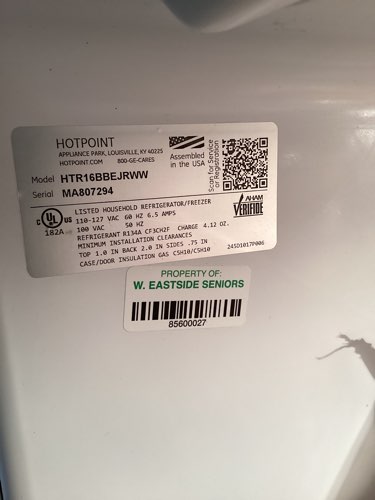 HOTPOINT
APPLIANCE PARK, LOUISVILLE, KY 40225
HOTPOINT.COM 800-GE-CARES
Assembled
in the USA
Scan for Service
or Registration
Model HTR16BBEJRWW
Serial MA807294
AHAM
VERIFIDE
C UL US
182A
LISTED HOUSEHOLD REFRIGERATOR/FREEZER
110-127 VAC 60 HZ 6.5 AMPS
100 VAC 50 HZ
REFRIGERANT R134A CF3CH2F CHARGE 4.12 OZ.
MINIMUM INSTALLATION CLEARANCES
TOP 1.0 IN BACK 2.0 IN SIDES .75 IN
CASE/DOOR INSULATION GAS C5H10/C5H10
245D1017P006
PROPERTY OF:
W. EASTSIDE SENIORS
85600027